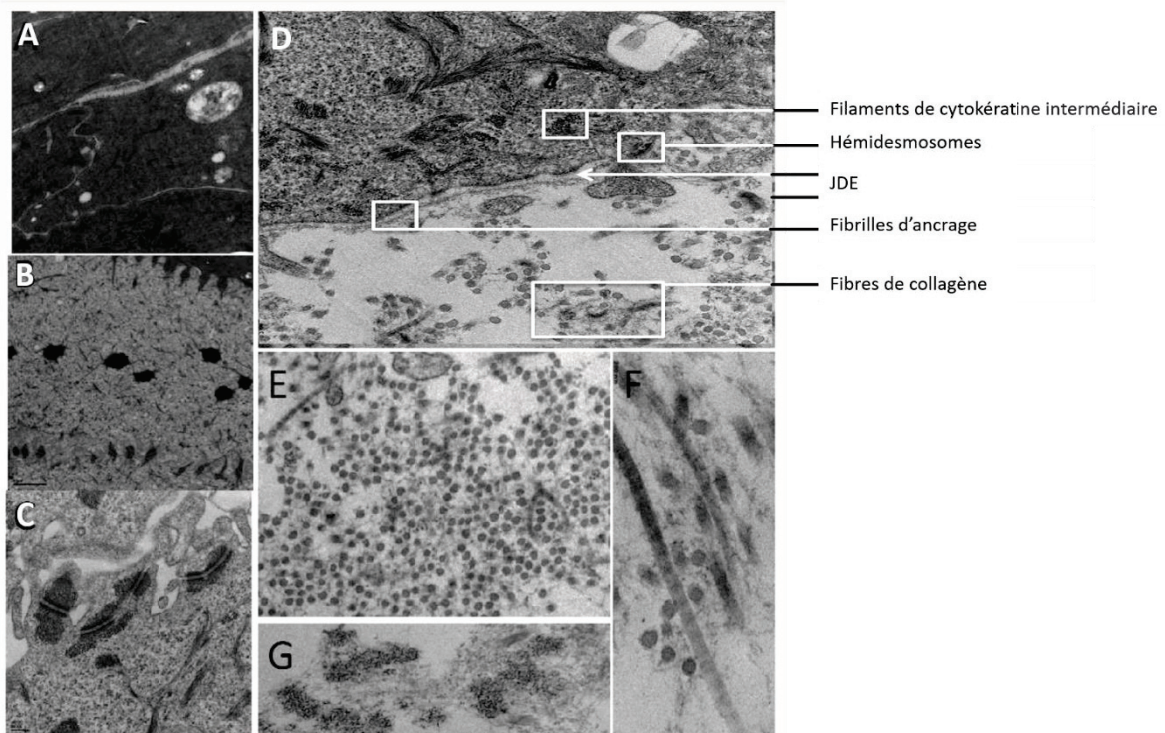 A
D
Filaments de cytokératine intermédiaire
Hémidesmosomes
JDE
Fibrilles d'ancrage
B
Fibres de collagène
E
F
C
G